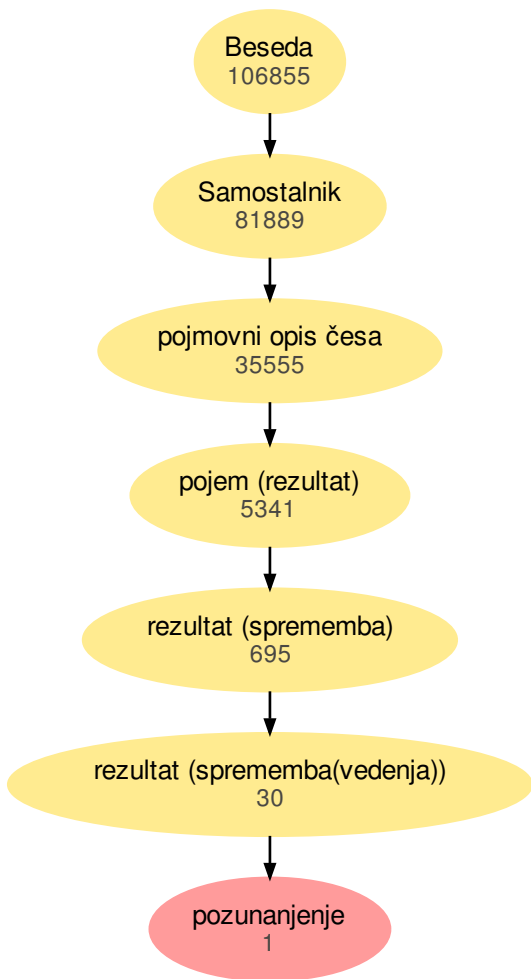 Beseda
106855
Samostalnik
81889
pojmovni opis česa
35555
pojem (rezultat)
5341
rezultat (sprememba)
695
rezultat (sprememba(vedenja))
30
pozunanjenje
1